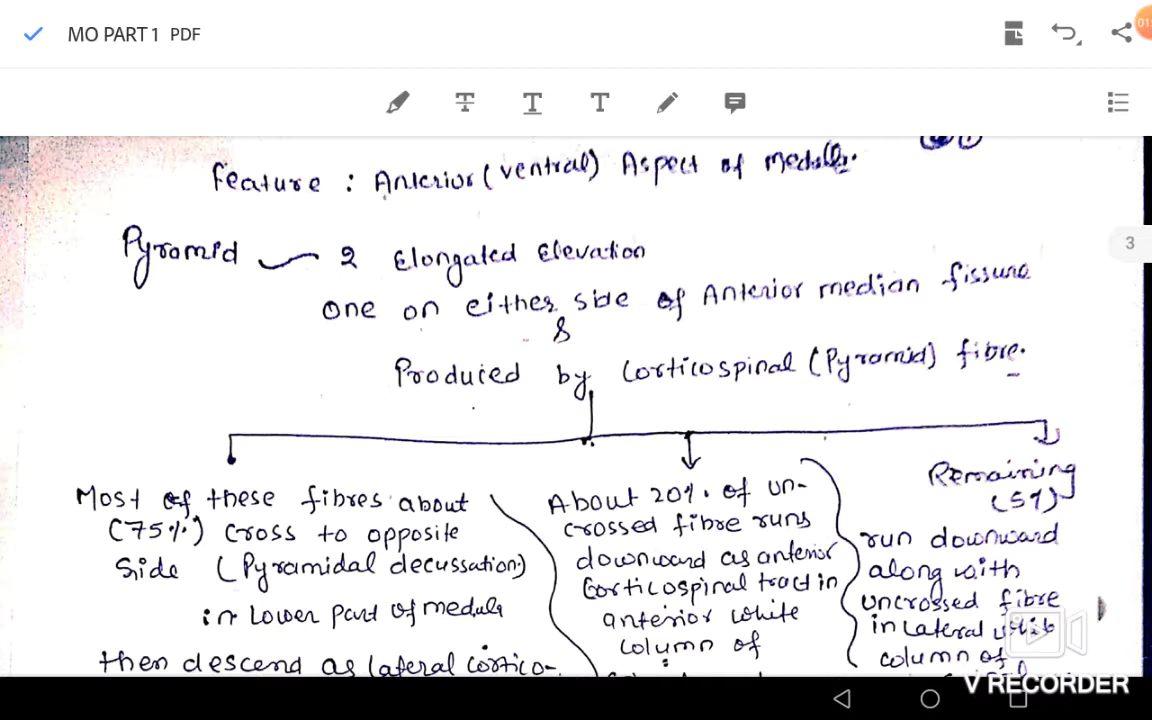 MO PART 1 PDF
01:
3
Feature : Anterior (ventral) Aspect of medulla.
Pyramid 2 Elongated Elevation
One on either side of Anterior median fissure
&
Produced by Corticospinal (Pyramid) fibre.
Most of these fibres about
(75%) cross to opposite
side (Pyramidal decussation)
in lower part of medula
then descend as lateral cortico-
About 20% of un-
crossed fibre runs
downward as anterior
Corticospinal tract in
anterior white
column of
Remaining
(5%)
run downward
along with
uncrossed fibre
in lateral white
column of
V RECORDER